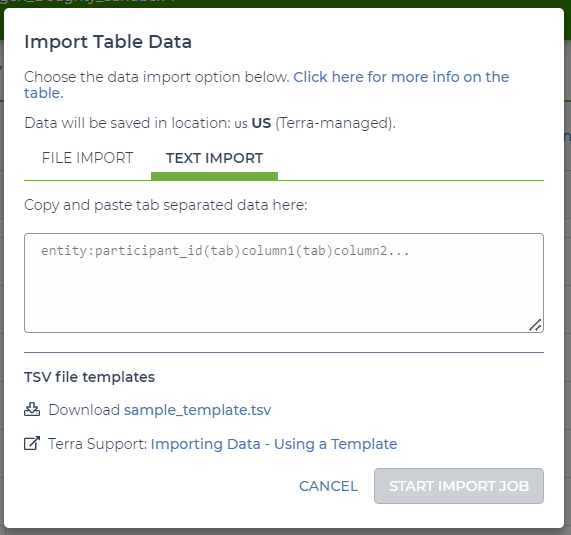 Import Table Data
Choose the data import option below. Click here for more info on the
table.
Data will be saved in location: us US (Terra-managed).
FILE IMPORT TEXT IMPORT
Copy and paste tab separated data here:
entity:participant_id(tab)column1(tab)column2...
TSV file templates
Download sample_template.tsv
Terra Support: Importing Data - Using a Template
CANCEL START IMPORT JOB